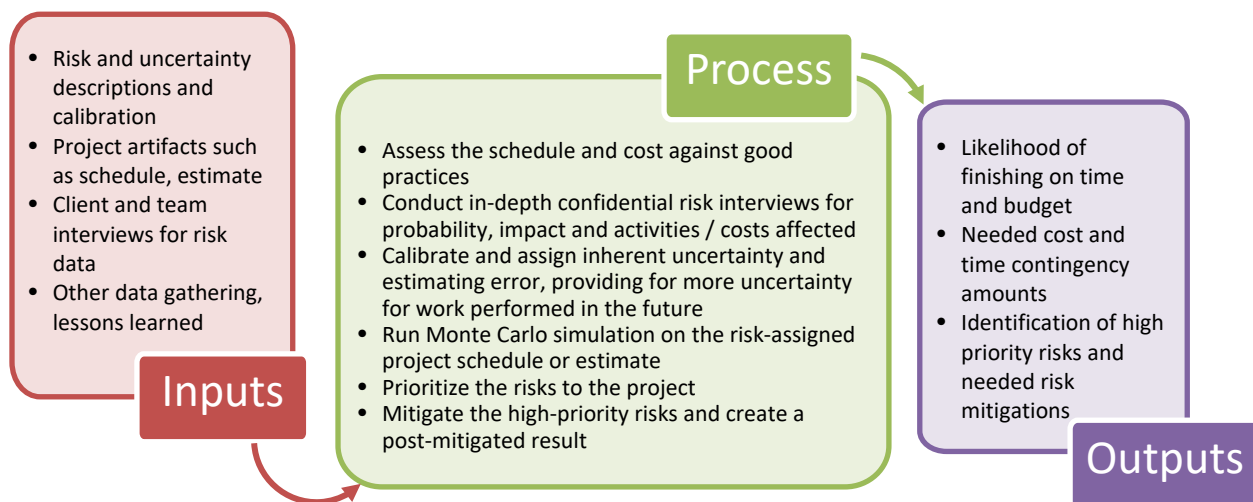 • Risk and uncertainty
descriptions and
calibration
• Project artifacts such
as schedule, estimate
• Client and team
interviews for risk
data
• Other data gathering,
lessons learned
Inputs
Process
• Assess the schedule and cost against good
practices
• Conduct in-depth confidential risk interviews for
probability, impact and activities / costs affected
• Calibrate and assign inherent uncertainty and
estimating error, providing for more uncertainty
for work performed in the future
• Run Monte Carlo simulation on the risk-assigned
project schedule or estimate
• Prioritize the risks to the project
• Mitigate the high-priority risks and create a
post-mitigated result
• Likelihood of
finishing on time
and budget
• Needed cost and
time contingency
amounts
• Identification of high
priority risks and
needed risk
mitigations
Outputs